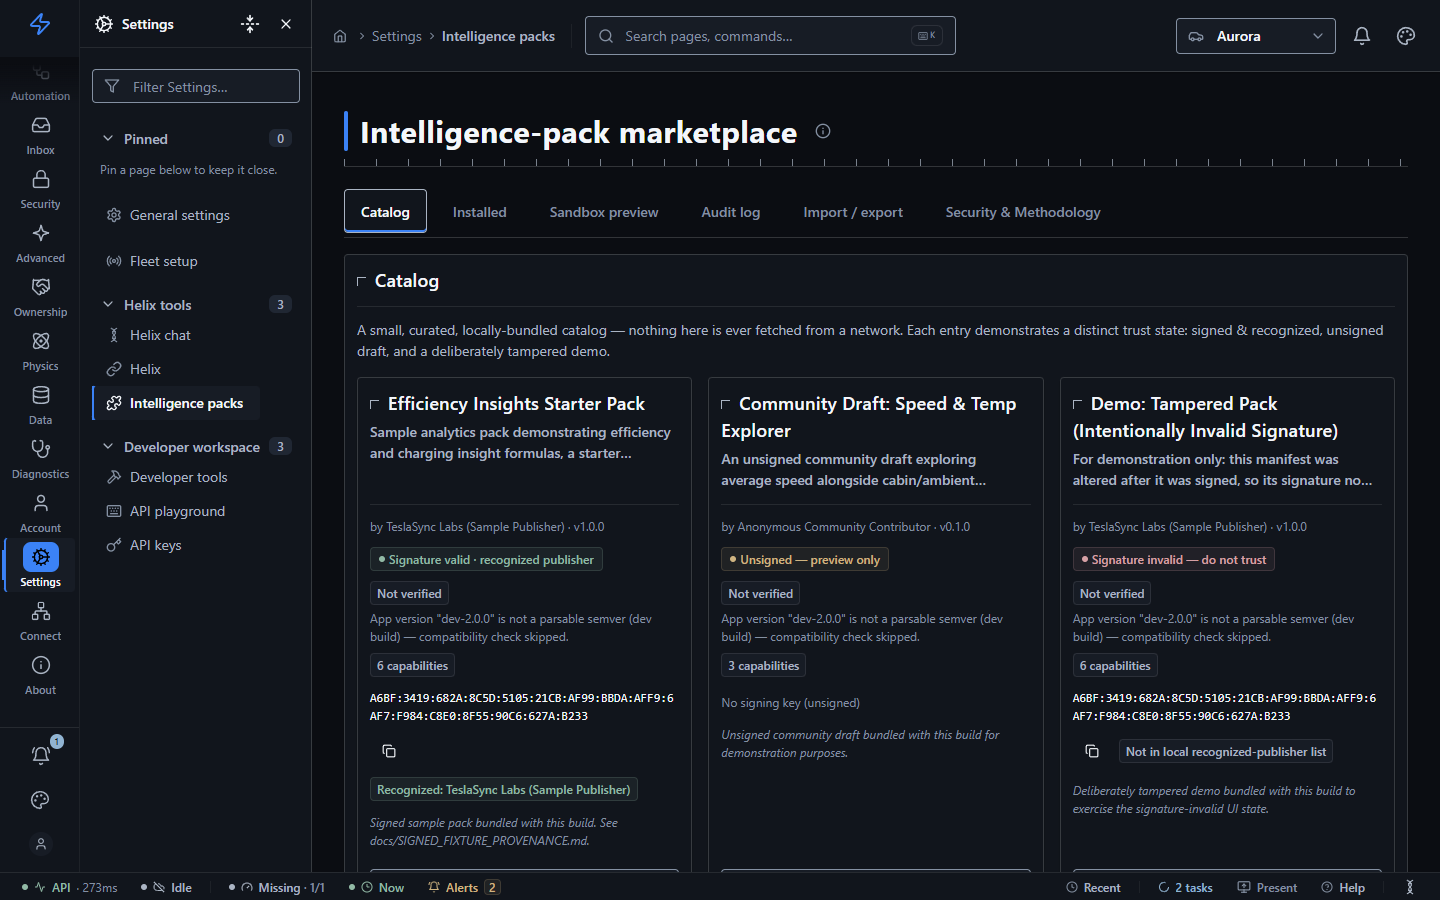 Settings
Settings
Intelligence packs
Search pages, commands...
K
Aurora
Automation
Inbox
Security
Advanced
Ownership
Physics
Data
Diagnostics
Account
Settings
Connect
About
1
Filter Settings...
Pinned
0
Pin a page below to keep it close.
General settings
Fleet setup
Helix tools
3
Helix chat
Helix
Intelligence packs
Developer workspace
3
Developer tools
API playground
API keys
Intelligence-pack marketplace
Catalog
Installed
Sandbox preview
Audit log
Import / export
Security & Methodology
Catalog
A small, curated, locally-bundled catalog — nothing here is ever fetched from a network. Each entry demonstrates a distinct trust state: signed & recognized, unsigned
draft, and a deliberately tampered demo.
Efficiency Insights Starter Pack
Sample analytics pack demonstrating efficiency
and charging insight formulas, a starter...
by TeslaSync Labs (Sample Publisher) · v1.0.0
Signature valid · recognized publisher
Not verified
App version "dev-2.0.0" is not a parsable semver (dev
build) — compatibility check skipped.
6 capabilities
A6BF:3419:682A:8C5D:5105:21CB:AF99:BBDA:AFF9:6
AF7:F984:C8E0:8F55:90C6:627A:B233
Recognized: TeslaSync Labs (Sample Publisher)
Signed sample pack bundled with this build. See
docs/SIGNED_FIXTURE_PROVENANCE.md.
Community Draft: Speed & Temp
Explorer
An unsigned community draft exploring
average speed alongside cabin/ambient...
by Anonymous Community Contributor · v0.1.0
Unsigned — preview only
Not verified
App version "dev-2.0.0" is not a parsable semver (dev
build) — compatibility check skipped.
3 capabilities
No signing key (unsigned)
Unsigned community draft bundled with this build for
demonstration purposes.
Demo: Tampered Pack
(Intentionally Invalid Signature)
For demonstration only: this manifest was
altered after it was signed, so its signature no...
by TeslaSync Labs (Sample Publisher) · v1.0.0
Signature invalid — do not trust
Not verified
App version "dev-2.0.0" is not a parsable semver (dev
build) — compatibility check skipped.
6 capabilities
A6BF:3419:682A:8C5D:5105:21CB:AF99:BBDA:AFF9:6
AF7:F984:C8E0:8F55:90C6:627A:B233
Not in local recognized-publisher list
Deliberately tampered demo bundled with this build to
exercise the signature-invalid UI state.
API · 273ms
Idle
Missing · 1/1
Now
Alerts 2
Recent
2 tasks
Present
Help